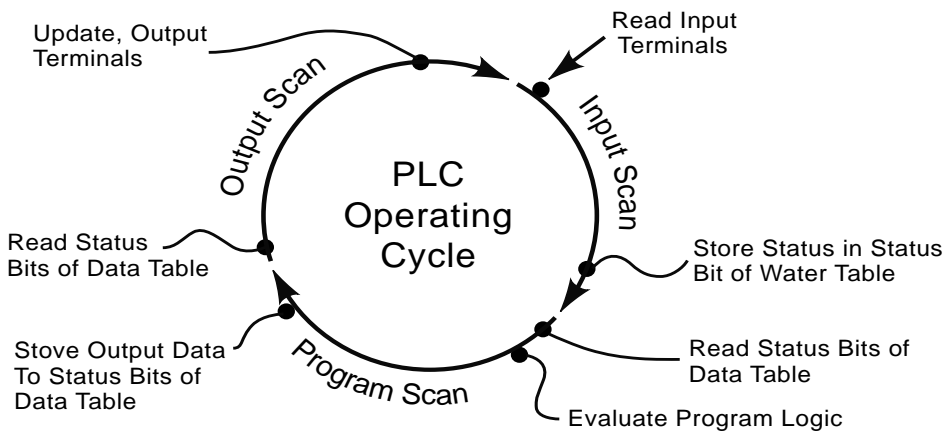 Update, Output
Terminals
Read Input
Terminals
Output Scan
Input Scan
PLC
Operating
Cycle
Read Status
Bits of Data Table
Store Status in Status
Bit of Water Table
Stove Output Data
To Status Bits of
Data Table
Program Scan
Read Status Bits of
Data Table
Evaluate Program Logic